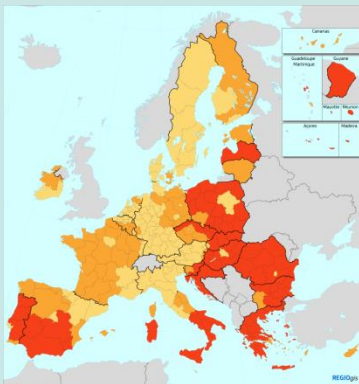 Canarias
Guadeloupe
Martinique
Guyane
Mayotte
Réunion
Açores
Madeira
REGIOgis